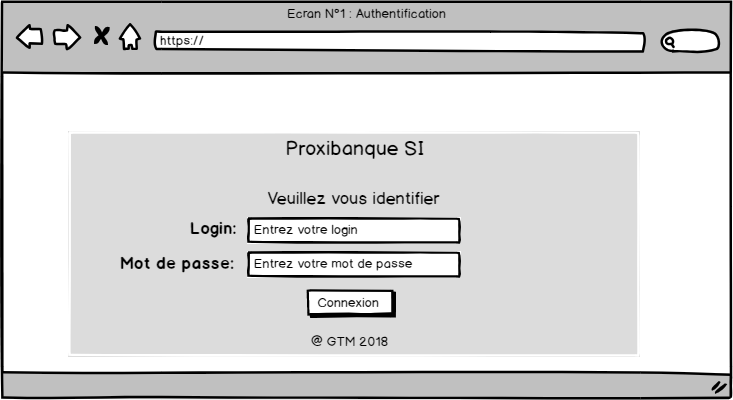 Ecran N°1 : Authentification
https://
Proxibanque SI
Veuillez vous identifier
Login: Entrez votre login
Mot de passe: Entrez votre mot de passe
Connexion
@ GTM 2018